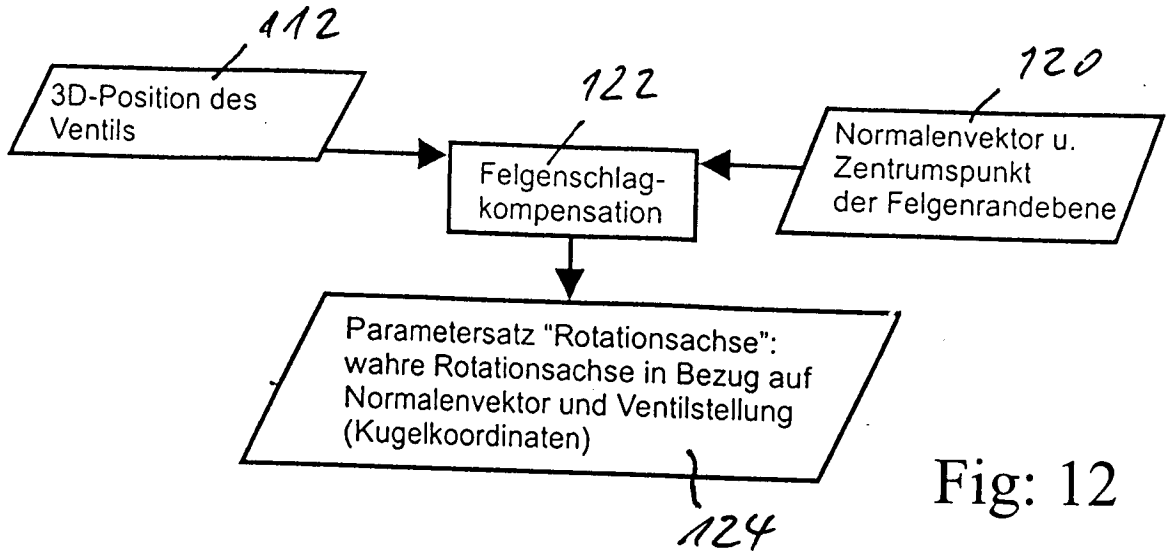 112
3D-Position des
Ventils
122
Felgenschlag-
kompensation
120
Normalenvektor u.
Zentrumspunkt
der Felgenrandebene
Parametersatz "Rotationsachse":
wahre Rotationsachse in Bezug auf
Normalenvektor und Ventilstellung
(Kugelkoordinaten)
124
Fig: 12